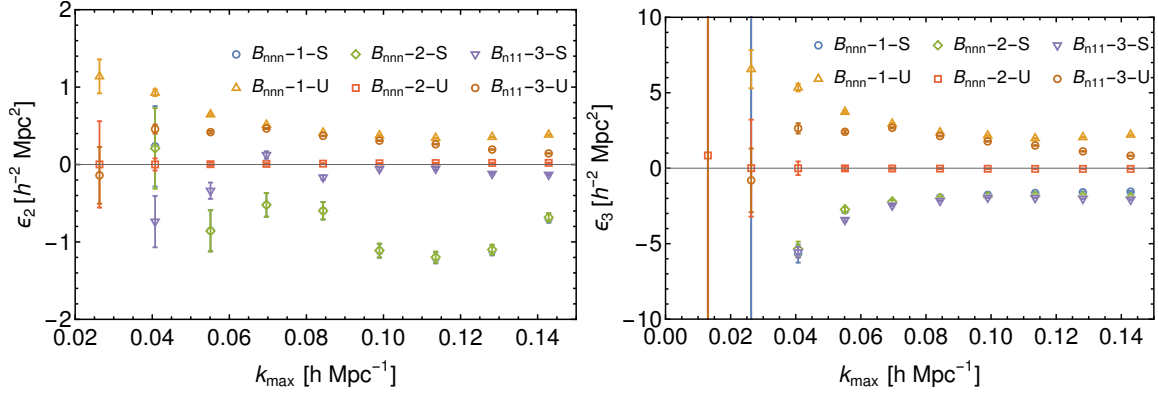 ϵ₂ [h⁻² Mpc²]
2
1
0
−1
−2
Bₙₙₙ−1−S Bₙₙₙ−2−S Bₙ₁₁−3−S
Bₙₙₙ−1−U Bₙₙₙ−2−U Bₙ₁₁−3−U
0.02 0.04 0.06 0.08 0.10 0.12 0.14
kₘₐₓ [h Mpc⁻¹]
ϵ₃ [h⁻² Mpc²]
10
5
0
−5
−10
Bₙₙₙ−1−S Bₙₙₙ−2−S Bₙ₁₁−3−S
Bₙₙₙ−1−U Bₙₙₙ−2−U Bₙ₁₁−3−U
0.00 0.02 0.04 0.06 0.08 0.10 0.12 0.14
kₘₐₓ [h Mpc⁻¹]